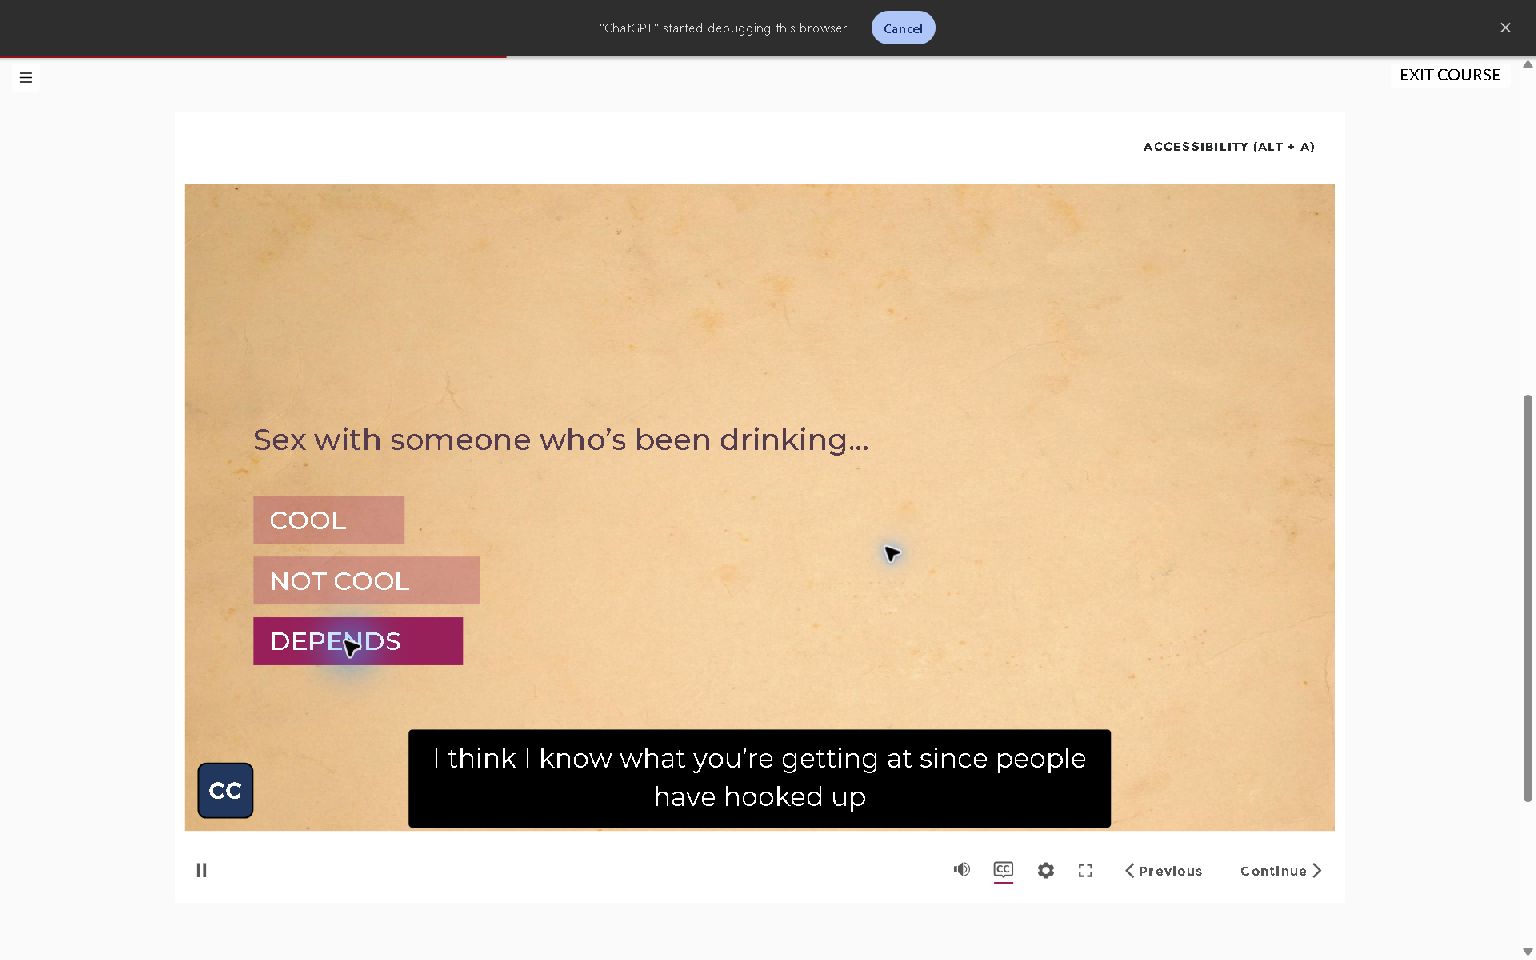 "ChatGPT" started debugging this browser
Cancel
EXIT COURSE
ACCESSIBILITY (ALT + A)
Sex with someone who's been drinking...
COOL
NOT COOL
DEPENDS
I think I know what you're getting at since people
have hooked up
CC
CC
Previous
Continue